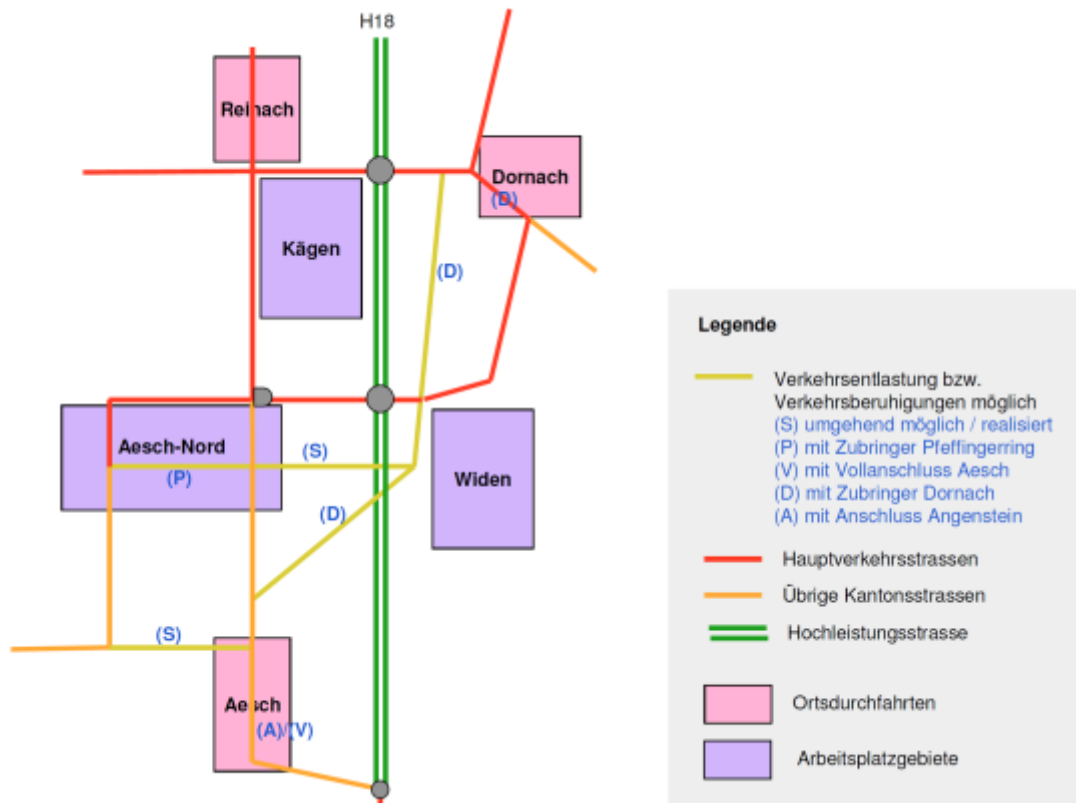 H18
Reinach
Dornach
(D)
Kägen
(D)
Aesch-Nord
(S)
(P)
Widen
(D)
(S)
Aesch
(A)/(V)
Legende
Verkehrsentlastung bzw.
Verkehrsberuhigungen möglich
(S) umgehend möglich / realisiert
(P) mit Zubringer Pfeffingerring
(V) mit Vollanschluss Aesch
(D) mit Zubringer Dornach
(A) mit Anschluss Angenstein
Hauptverkehrsstrassen
Übrige Kantonsstrassen
Hochleistungsstrasse
Ortsdurchfahrten
Arbeitsplatzgebiete